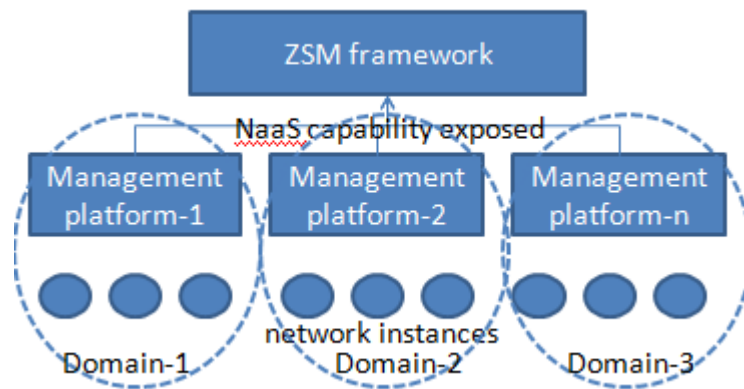 ZSM framework
NaaS capability exposed
Management platform-1
Management platform-2
Management platform-n
network instances
Domain-1
Domain-2
Domain-3